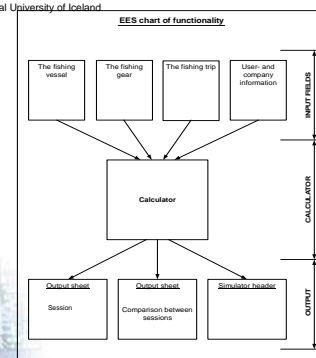 al University of Iceland
EES chart of functionality
The fishing
vessel
The fishing
gear
The fishing trip
User- and
company
information
INPUT FIELDS
Calculator
CALCULATOR
Output sheet
Session
Output sheet
Comparison between
sessions
Simulator header
OUTPUT